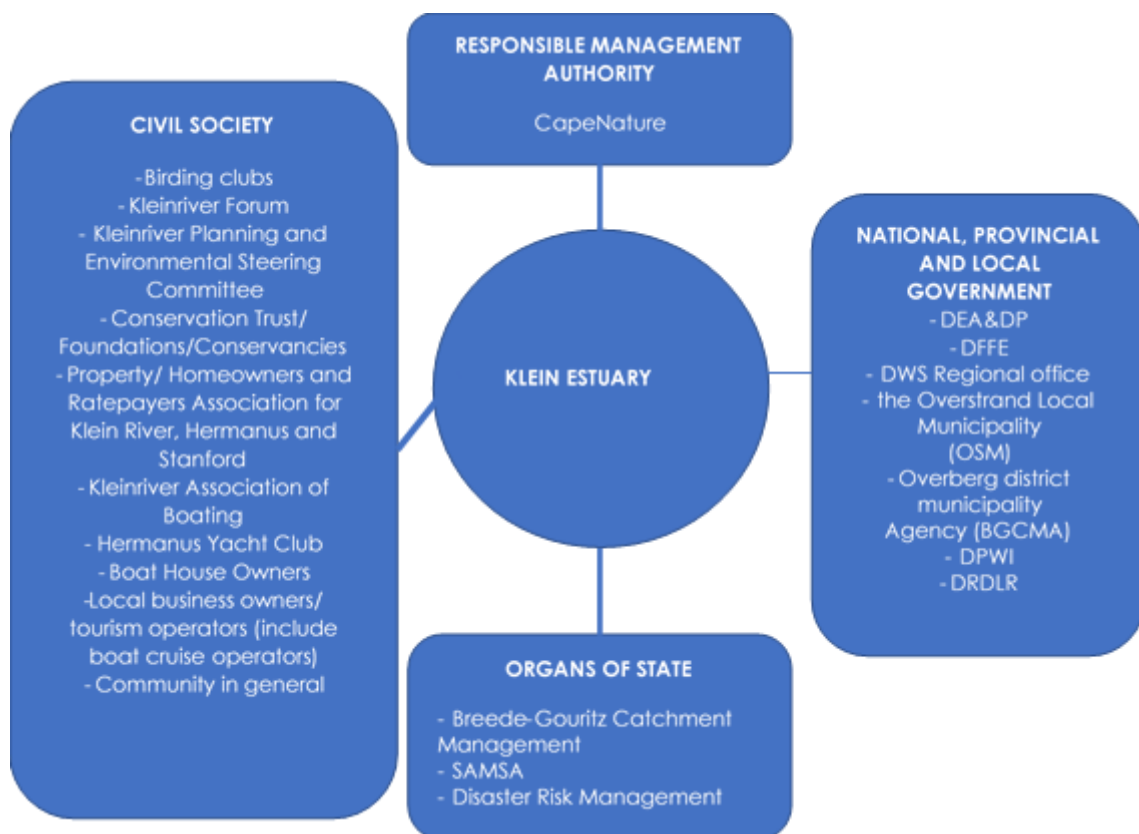 RESPONSIBLE MANAGEMENT
AUTHORITY
CapeNature
CIVIL SOCIETY
- Birding clubs
- Kleinriver Forum
- Kleinriver Planning and
Environmental Steering
Committee
- Conservation Trust/
Foundations/Conservancies
- Property/ Homeowners and
Ratepayers Association for
Klein River, Hermanus and
Stanford
- Kleinriver Association of
Boating
- Hermanus Yacht Club
- Boat House Owners
-Local business owners/
tourism operators (include
boat cruise operators)
- Community in general
KLEIN ESTUARY
NATIONAL, PROVINCIAL
AND LOCAL
GOVERNMENT
- DEA&DP
- DFFE
- DWS Regional office
- the Overstrand Local
Municipality
(OSM)
- Overberg district
municipality
Agency (BGCMA)
- DPWI
- DRDLR
ORGANS OF STATE
- Breede-Gouritz Catchment
Management
- SAMSA
- Disaster Risk Management